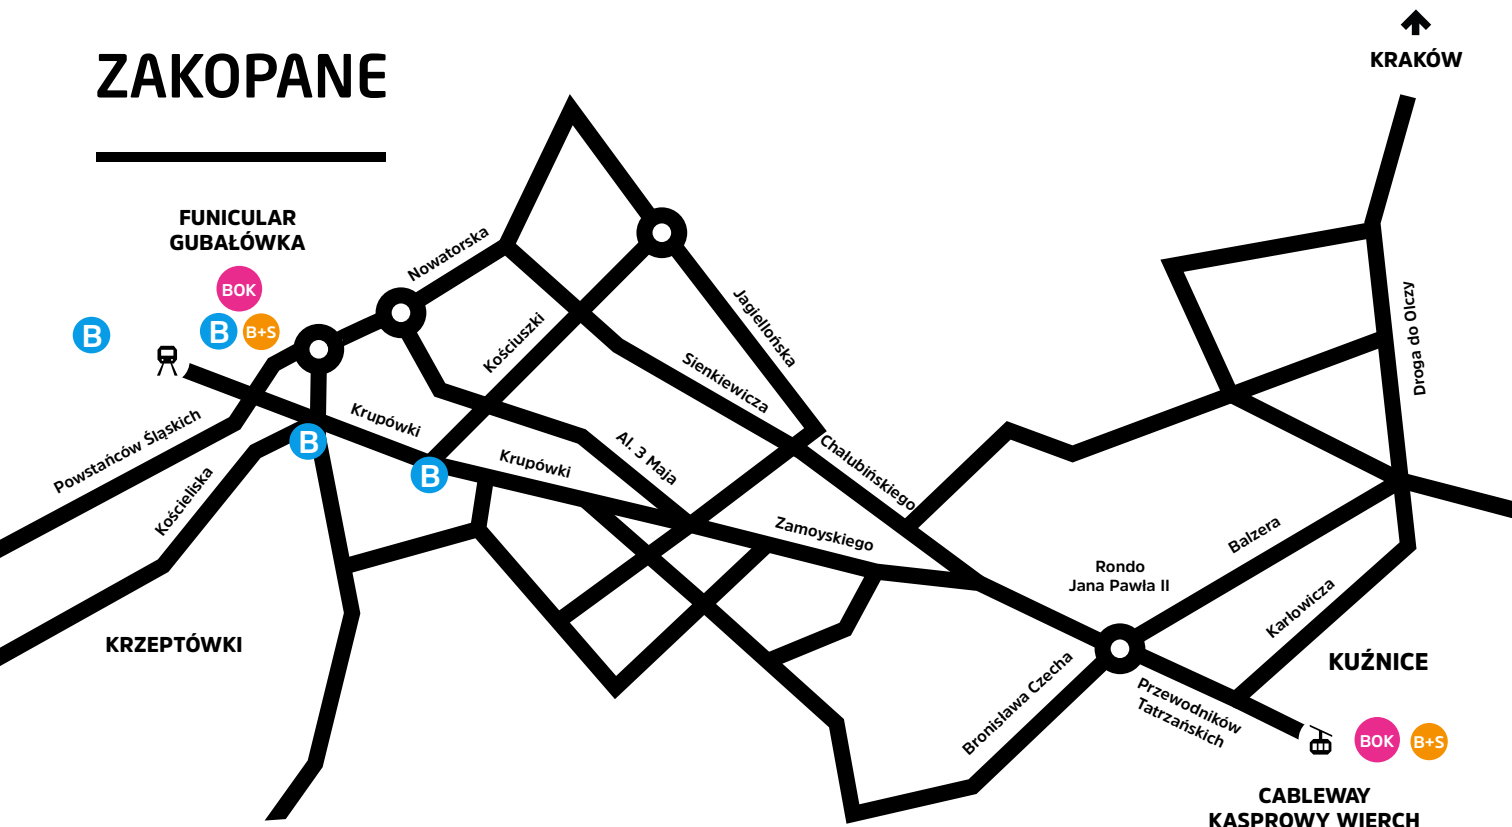 ZAKOPANE
KRAKÓW
FUNICULAR
GUBAŁÓWKA
BOK
B
B
B+S
Nowatorska
Kościuszki
Jagiellońska
Sienkiewicza
Droga do Olczy
Powstańców Śląskich
Krupówki
Krupówki
Al. 3 Maja
Chałubińskiego
Kościeliska
B
B
Zamoyskiego
Balzera
Rondo
Jana Pawła II
Karłowicza
KRZEPTÓWKI
KUŹNICE
Bronisława Czecha
Przewodników
Tatrzańskich
BOK
B+S
CABLEWAY
KASPROWY WIERCH